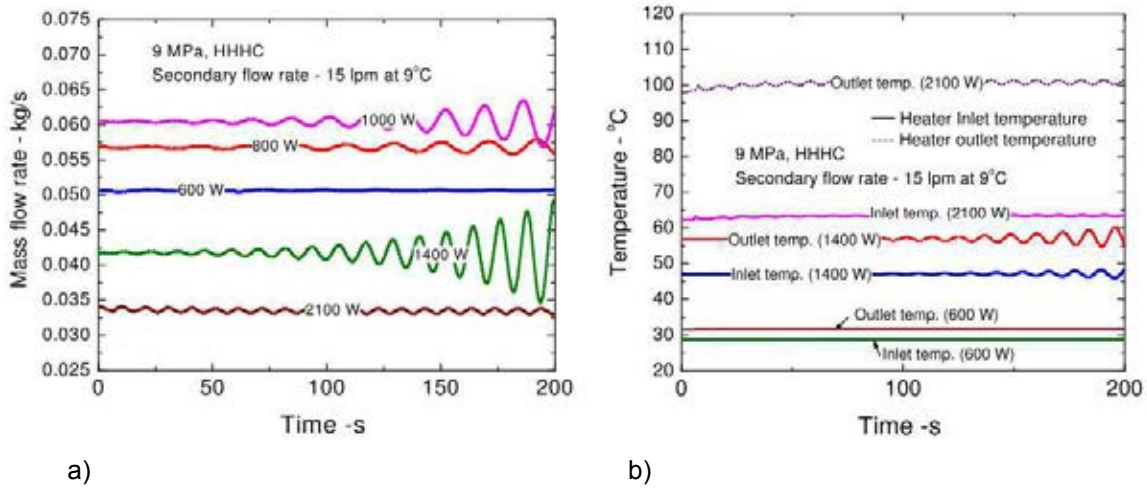 0.075
0.070
0.065
0.060
0.055
0.050
0.045
0.040
0.035
0.030
0.025
Mass flow rate - kg/s
9 MPa, HHHC
Secondary flow rate - 15 lpm at 9°C
1000 W
800 W
600 W
1400 W
2100 W
0 50 100 150 200
Time -s
a)
120
110
100
90
80
70
60
50
40
30
20
Temperature - °C
Outlet temp. (2100 W)
Heater Inlet temperature
Heater outlet temperature
9 MPa, HHHC
Secondary flow rate - 15 lpm at 9°C
Inlet temp. (2100 W)
Outlet temp. (1400 W)
Inlet temp. (1400 W)
Outlet temp. (600 W)
Inlet temp. (600 W)
0 100 200
Time -s
b)